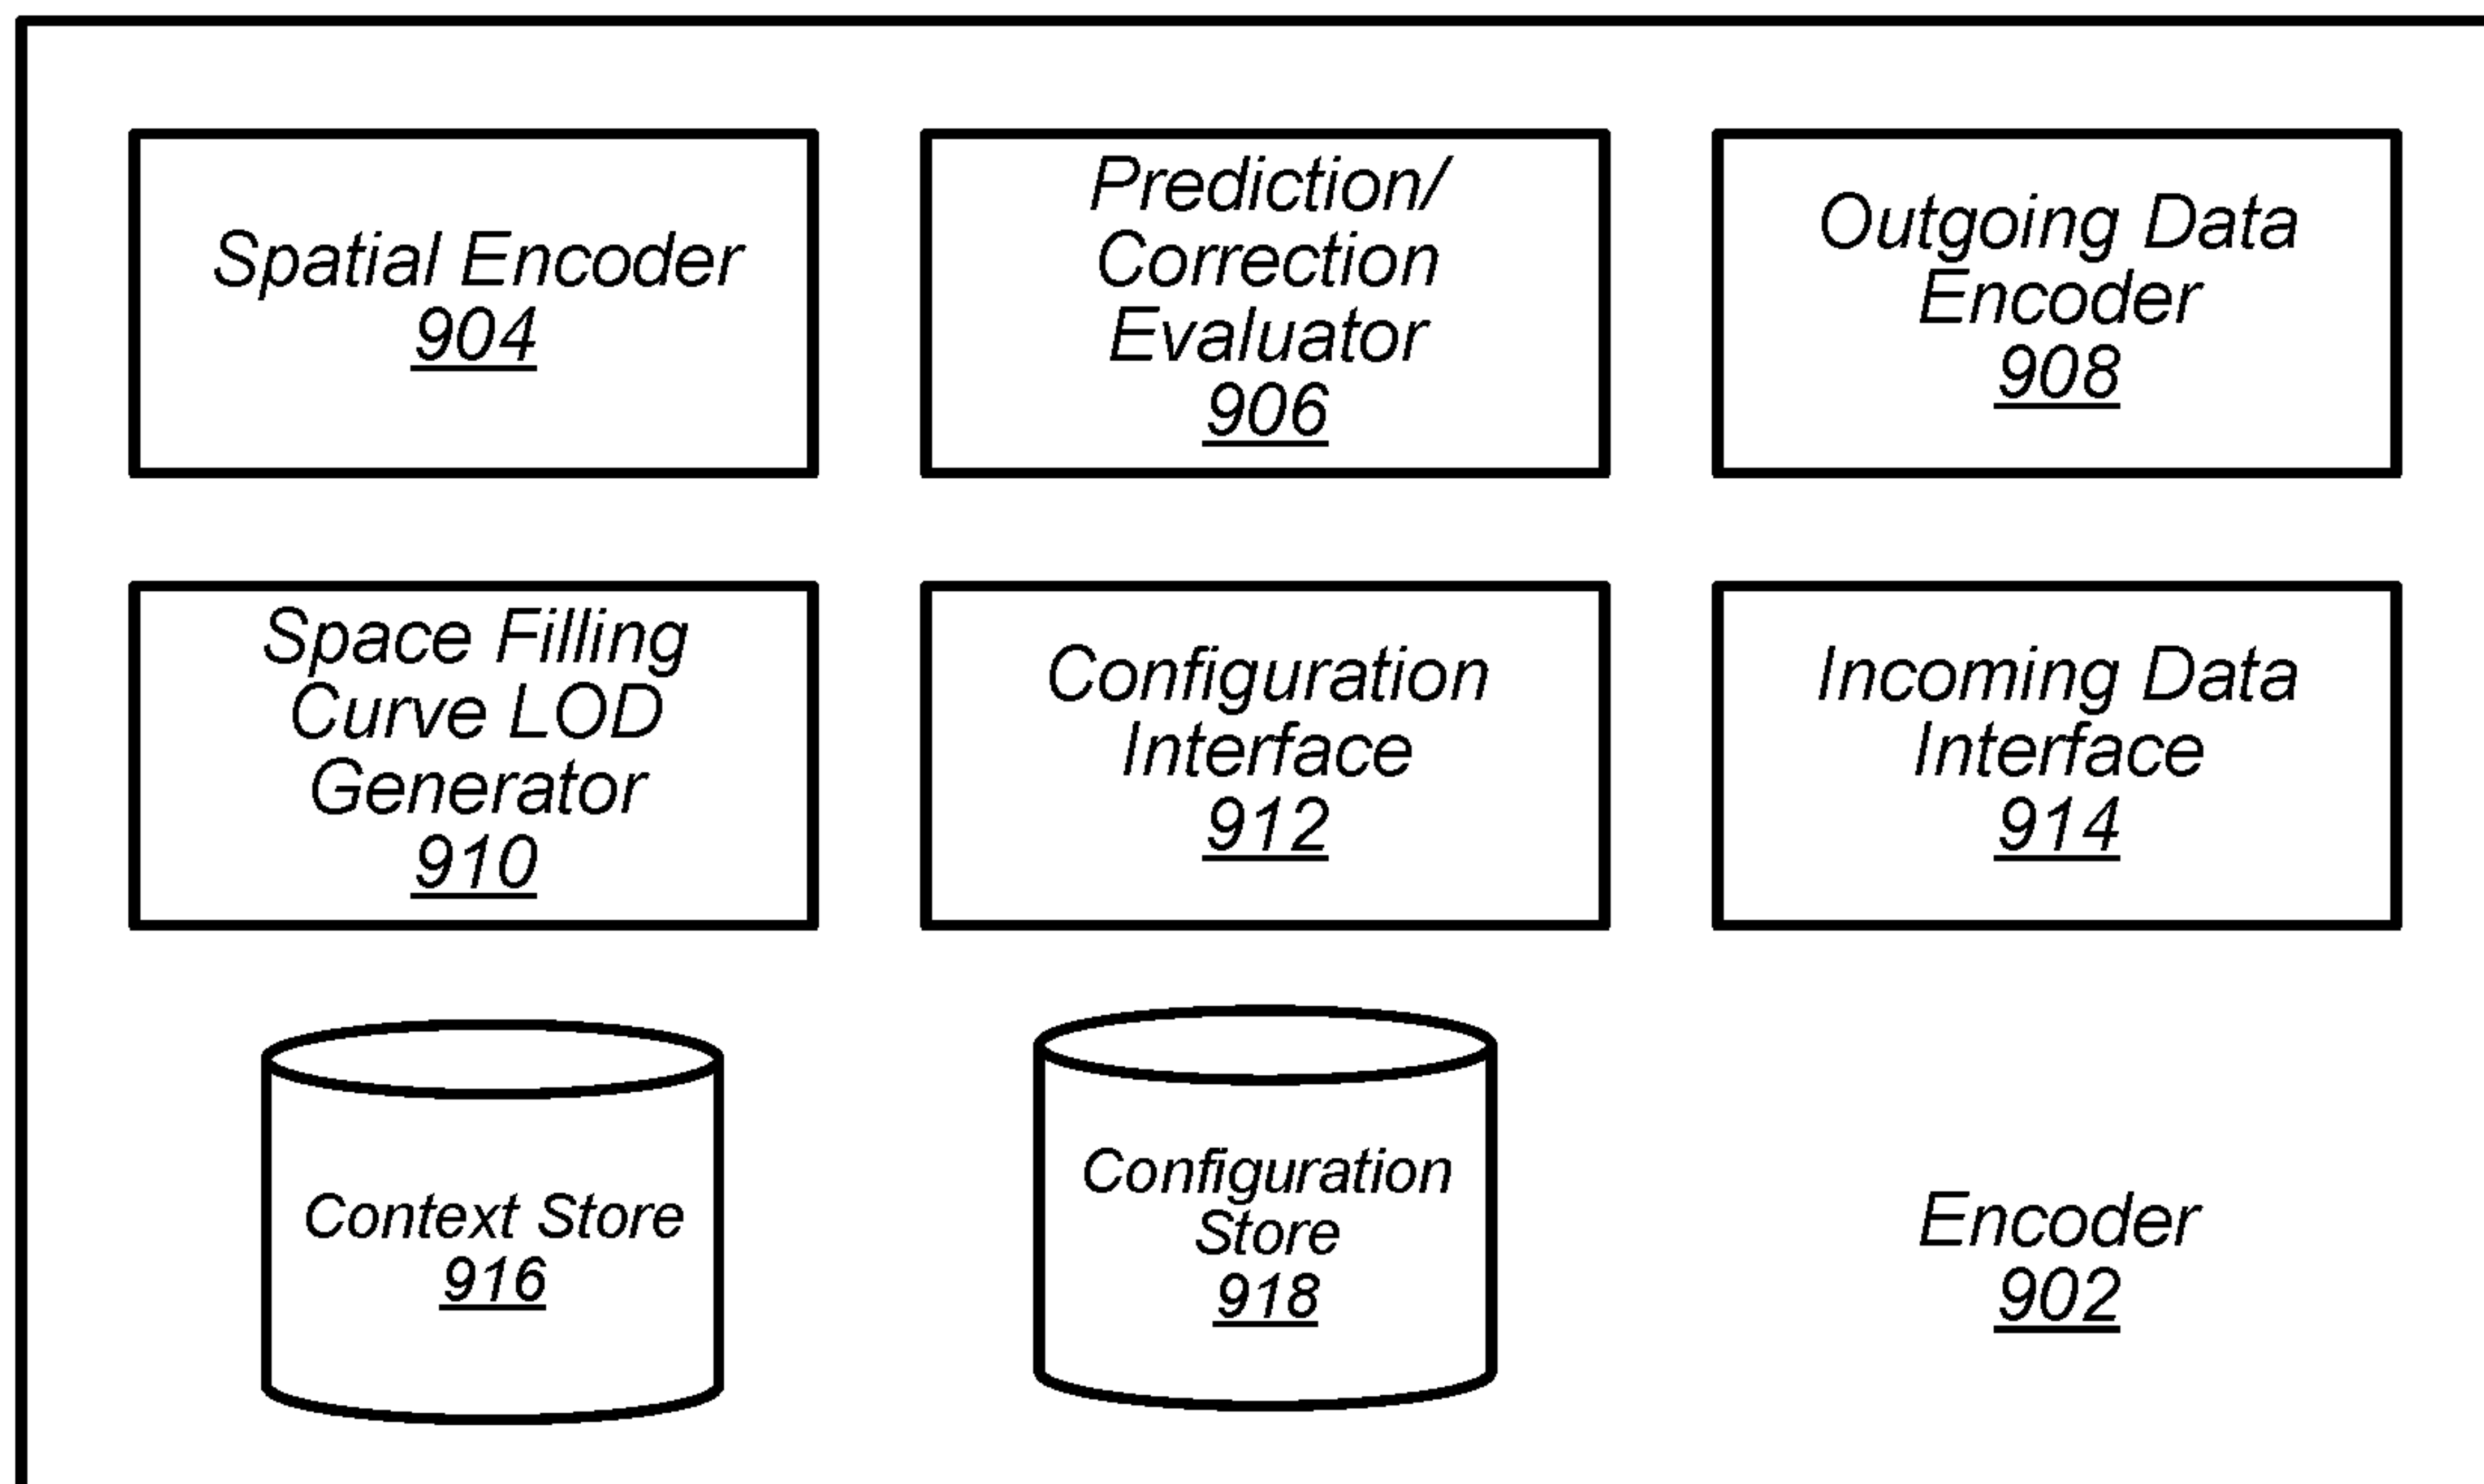 Spatial Encoder
904
Prediction/
Correction
Evaluator
906
Outgoing Data
Encoder
908
Space Filling
Curve LOD
Generator
910
Configuration
Interface
912
Incoming Data
Interface
914
Context Store
916
Configuration
Store
918
Encoder
902